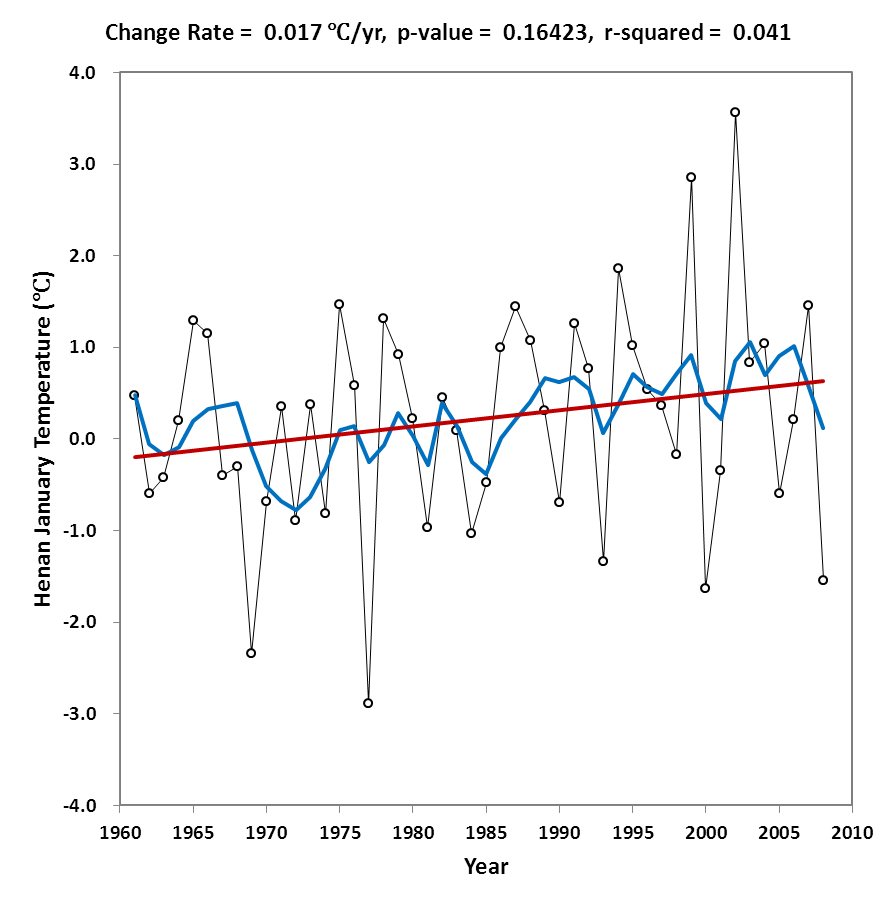 Change Rate = 0.017 ℃/yr, p-value = 0.16423, r-squared = 0.041
4.0
3.0
2.0
1.0
0.0
-1.0
-2.0
-3.0
-4.0
Henan January Temperature (℃)
1960 1965 1970 1975 1980 1985 1990 1995 2000 2005 2010
Year